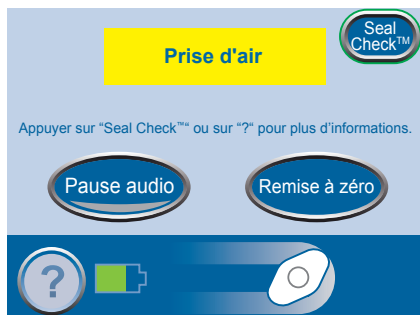 Seal
Check™
Prise d'air
Appuyer sur “Seal Check™“ ou sur “?“ pour plus d’informations.
Pause audio
Remise à zéro
?